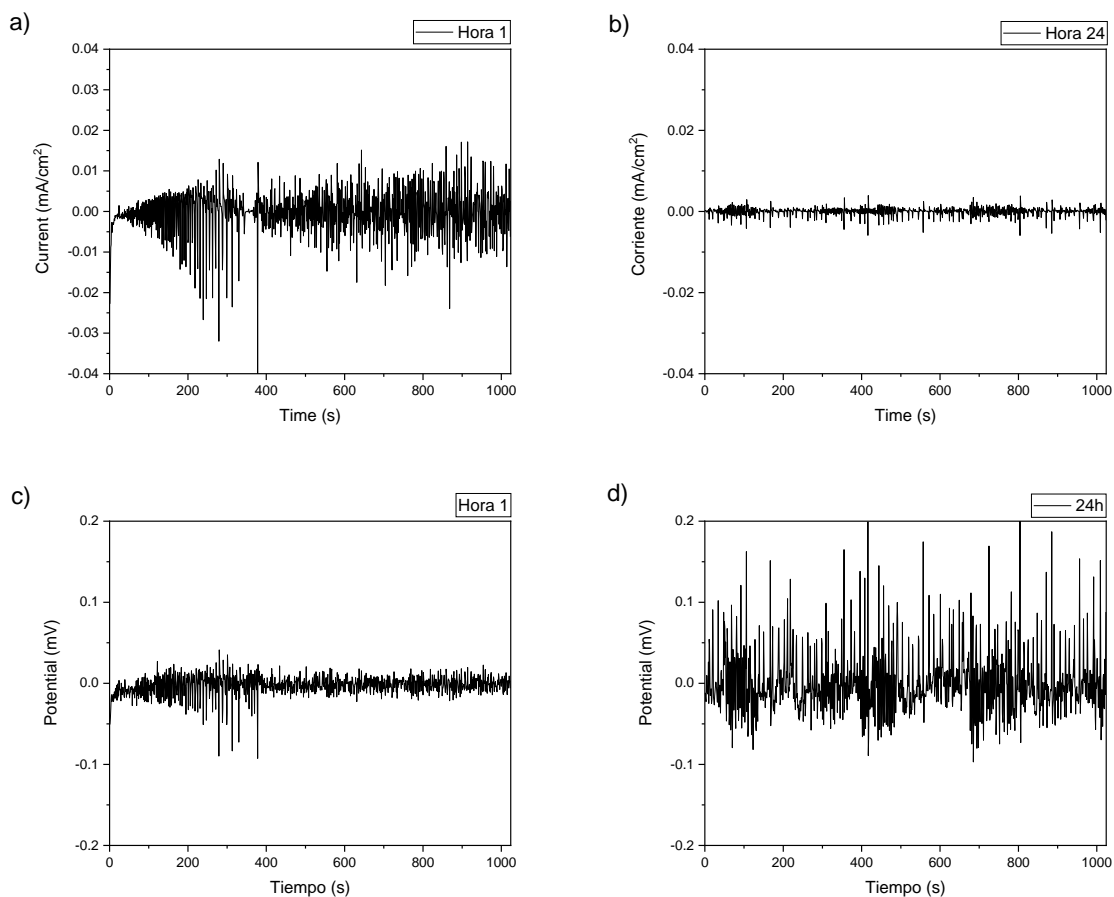 a)
Hora 1
0.04
0.03
0.02
0.01
0.00
-0.01
-0.02
-0.03
-0.04
Current (mA/cm²)
0 200 400 600 800 1000
Time (s)
b)
Hora 24
0.04
0.02
0.00
-0.02
-0.04
Corriente (mA/cm²)
0 200 400 600 800 1000
Time (s)
c)
Hora 1
0.2
0.1
0.0
-0.1
-0.2
Potential (mV)
0 200 400 600 800 1000
Tiempo (s)
d)
24h
0.2
0.1
0.0
-0.1
-0.2
Potential (mV)
0 200 400 600 800 1000
Tiempo (s)